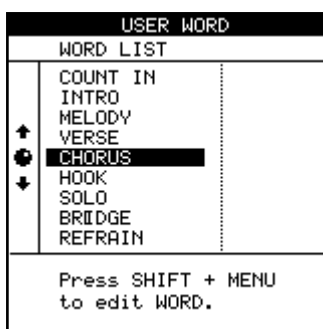 USER WORD
WORD LIST
COUNT IN
INTRO
MELODY
VERSE
CHORUS
HOOK
SOLO
BRIDGE
REFRAIN
Press SHIFT + MENU
to edit WORD.